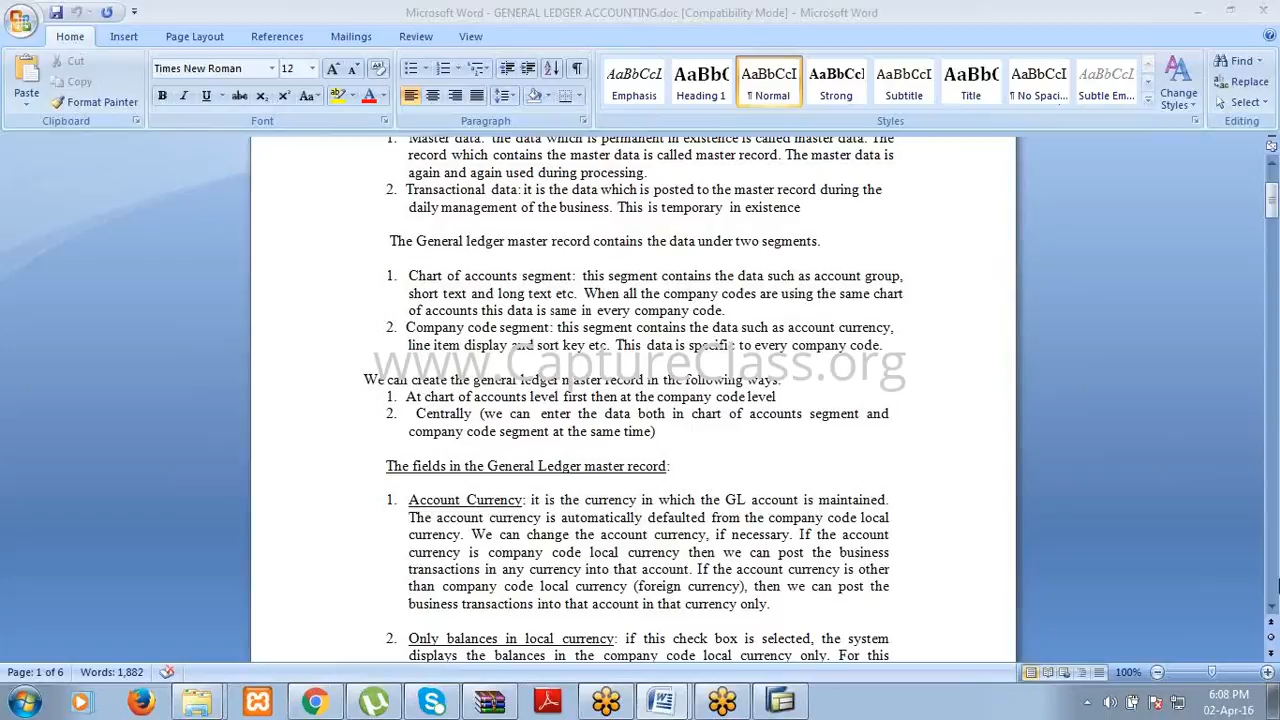 Microsoft Word - GENERAL LEDGER ACCOUNTING.doc [Compatibility Mode] - Microsoft Word
Home Insert Page Layout References Mailings Review View
Paste
Cut
Copy
Format Painter
Clipboard
Times New Roman 12
Font
Paragraph
AaBbCcI AaBbC AaBbCcI AaBbCcI AaBbCcI AaBbC AaBbCcI AaBbCcI
Emphasis Heading 1 ¶ Normal Strong Subtitle Title ¶ No Spaci... Subtle Em...
Change Styles
Styles
Find
Replace
Select
Editing
1. Master data: the data which is permanent in existence is called master data. The
record which contains the master data is called master record. The master data is
again and again used during processing.
2. Transactional data: it is the data which is posted to the master record during the
daily management of the business. This is temporary in existence
The General ledger master record contains the data under two segments.
1. Chart of accounts segment: this segment contains the data such as account group,
short text and long text etc. When all the company codes are using the same chart
of accounts this data is same in every company code.
2. Company code segment: this segment contains the data such as account currency,
line item display and sort key etc. This data is specific to every company code.
www.CaptureClass.org
We can create the general ledger master record in the following ways.
1. At chart of accounts level first then at the company code level
2. Centrally (we can enter the data both in chart of accounts segment and
company code segment at the same time)
The fields in the General Ledger master record:
1. Account Currency: it is the currency in which the GL account is maintained.
The account currency is automatically defaulted from the company code local
currency. We can change the account currency, if necessary. If the account
currency is company code local currency then we can post the business
transactions in any currency into that account. If the account currency is other
than company code local currency (foreign currency), then we can post the
business transactions into that account in that currency only.
2. Only balances in local currency: if this check box is selected, the system
displays the balances in the company code local currency only. For this
Page: 1 of 6 Words: 1,882 100%
6:08 PM
02-Apr-16